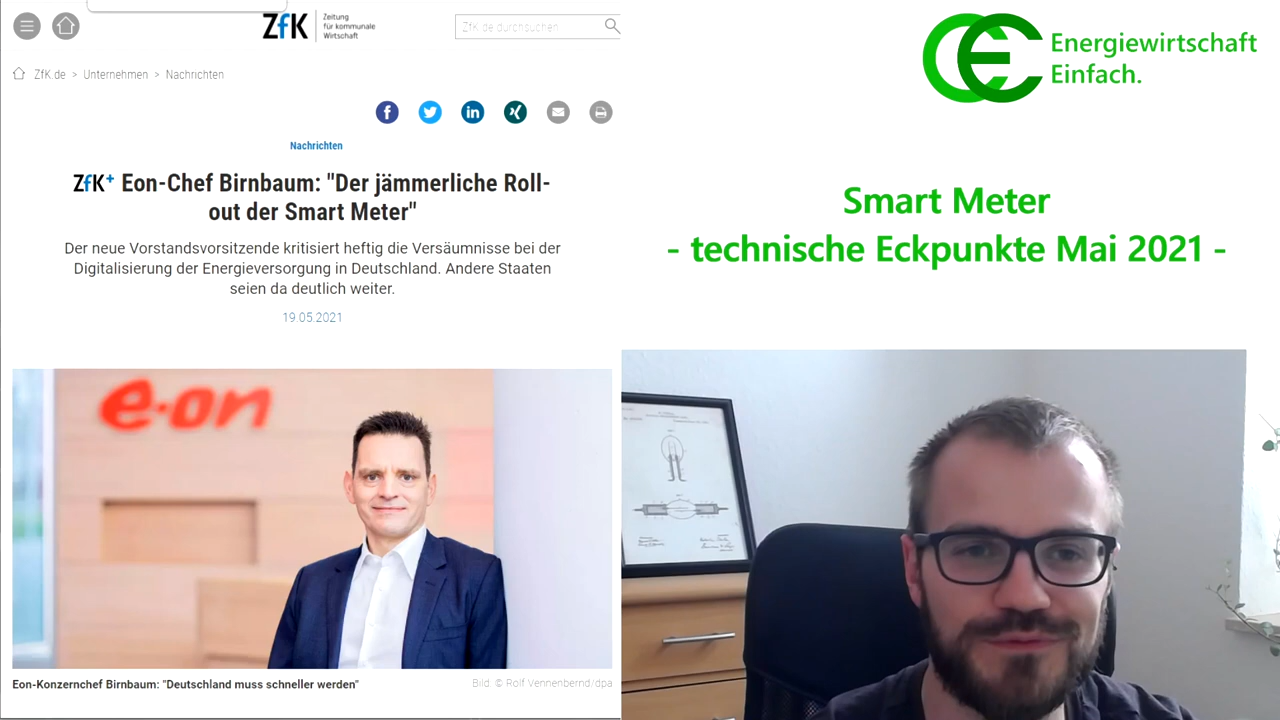 ZfK
Zeitung
für kommunale
Wirtschaft
ZfK.de durchsuchen
ZfK.de > Unternehmen > Nachrichten
Nachrichten
ZfK+ Eon-Chef Birnbaum: "Der jämmerliche Roll-
out der Smart Meter"
Der neue Vorstandsvorsitzende kritisiert heftig die Versäumnisse bei der
Digitalisierung der Energieversorgung in Deutschland. Andere Staaten
seien da deutlich weiter.
19.05.2021
e·on
Eon-Konzernchef Birnbaum: "Deutschland muss schneller werden"
Bild: © Rolf Vennenbernd/dpa
Energiewirtschaft
Einfach.
Smart Meter
- technische Eckpunkte Mai 2021 -